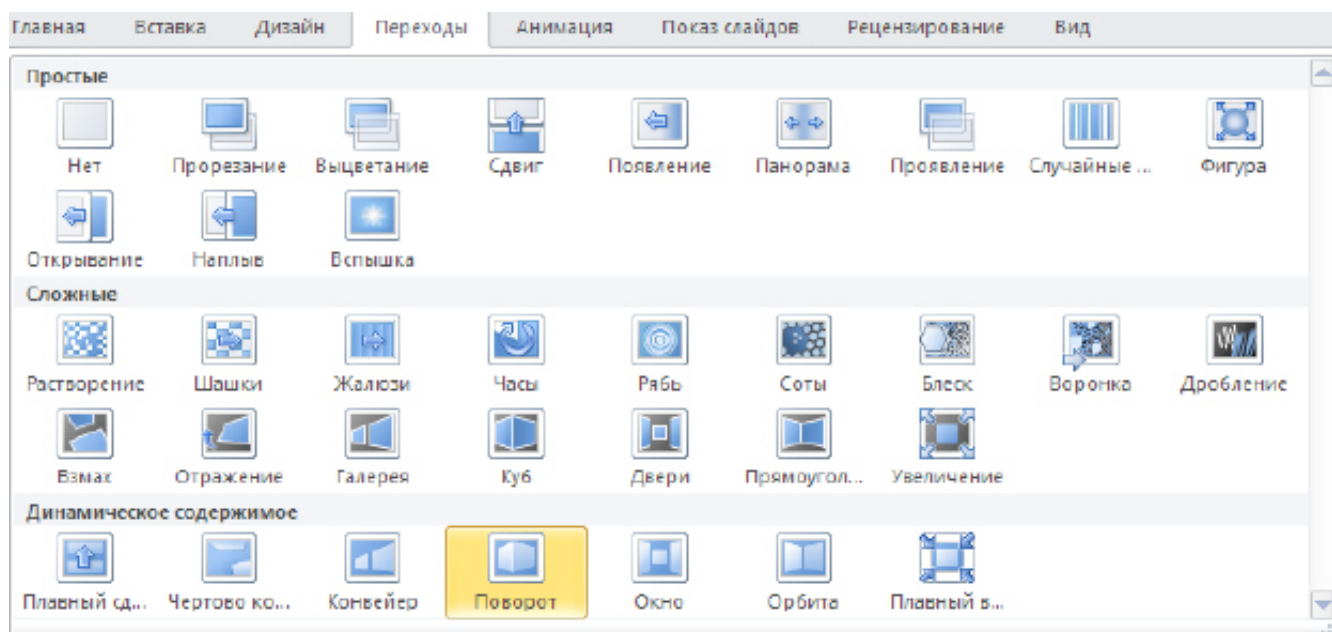 Главная Вставка Дизайн Переходы Анимация Показ слайдов Рецензирование Вид
Простые
Нет Прорезание Выцветание Сдвиг Появление Панорама Проявление Случайные ... Фигура
Открывание Наплыв Вспышка
Сложные
Растворение Шашки Жалюзи Часы Рябь Соты Блеск Воронка Дробление
Взмах Отражение Галерея Куб Двери Прямоугол... Увеличение
Динамическое содержимое
Плавный сд... Чертово ко... Конвейер Поворот Окно Орбита Плавный в...